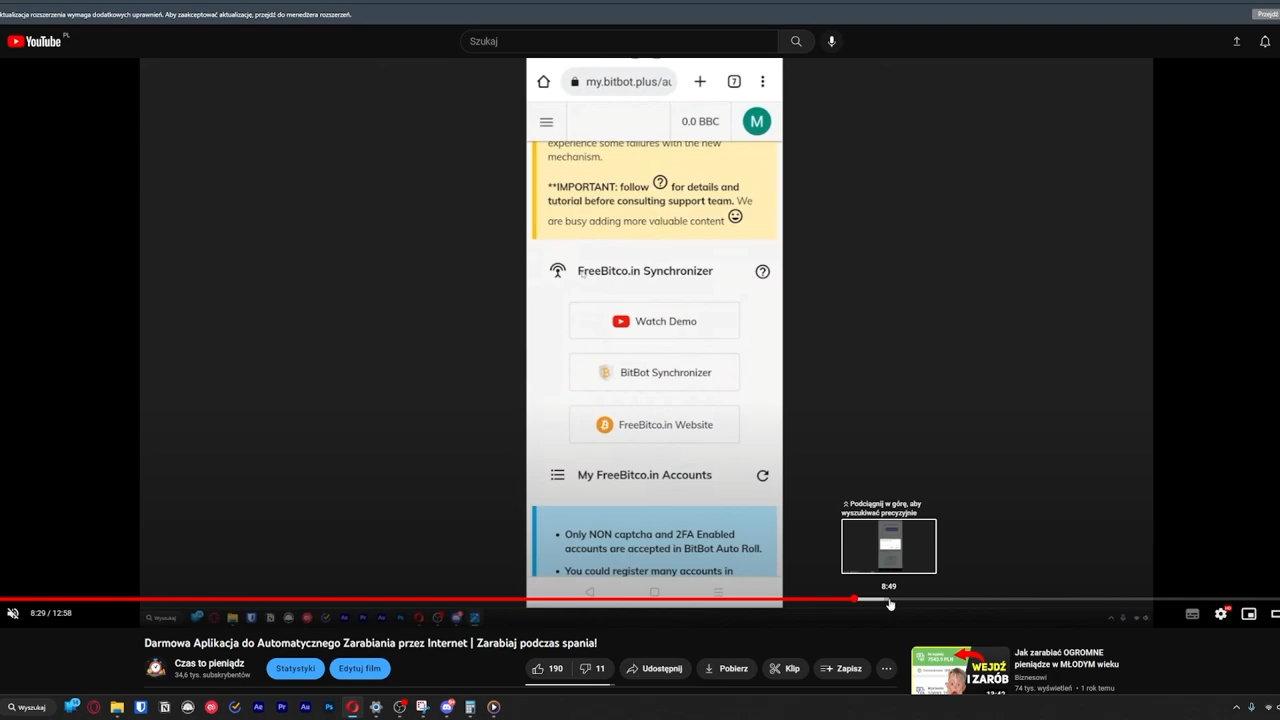 aktualizacja rozszerzenia wymaga dodatkowych uprawnień. Aby zaakceptować aktualizację, przejdź do menedżera rozszerzeń.
Przejdź
YouTube PL
Szukaj
my.bitbot.plus/au
7
0.0 BBC
M
experience some failures with the new
mechanism.
**IMPORTANT: follow ? for details and
tutorial before consulting support team. We
are busy adding more valuable content
FreeBitco.in Synchronizer
Watch Demo
BitBot Synchronizer
FreeBitco.in Website
My FreeBitco.in Accounts
• Only NON captcha and 2FA Enabled
accounts are accepted in BitBot Auto Roll.
• You could register many accounts in
Podciągnij w górę, aby
wyszukiwać precyzyjnie
8:49
8:29 / 12:58
Wyszukaj
Darmowa Aplikacja do Automatycznego Zarabiania przez Internet | Zarabiaj podczas spania!
Czas to pieniądz
34,6 tys. subskrybentów
Statystyki
Edytuj film
190
11
Udostępnij
Pobierz
Klip
Zapisz
WEJDŹ
I ZARÓB
Jak zarabiać OGROMNE
pieniądze w MŁODYM wieku
Biznesowi
74 tys. wyświetleń • 1 rok temu
Wyszukaj